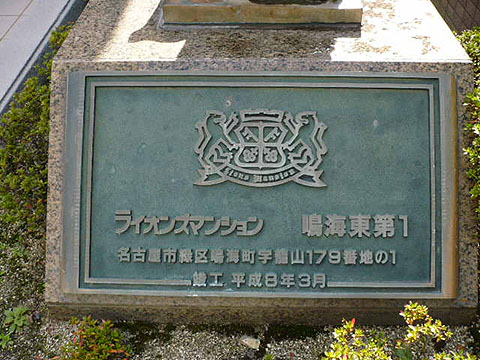 Lions Mansion
ライオンズマンション 鳴海東第1
名古屋市緑区鳴海町字籠山179番地の1
竣工 平成8年3月